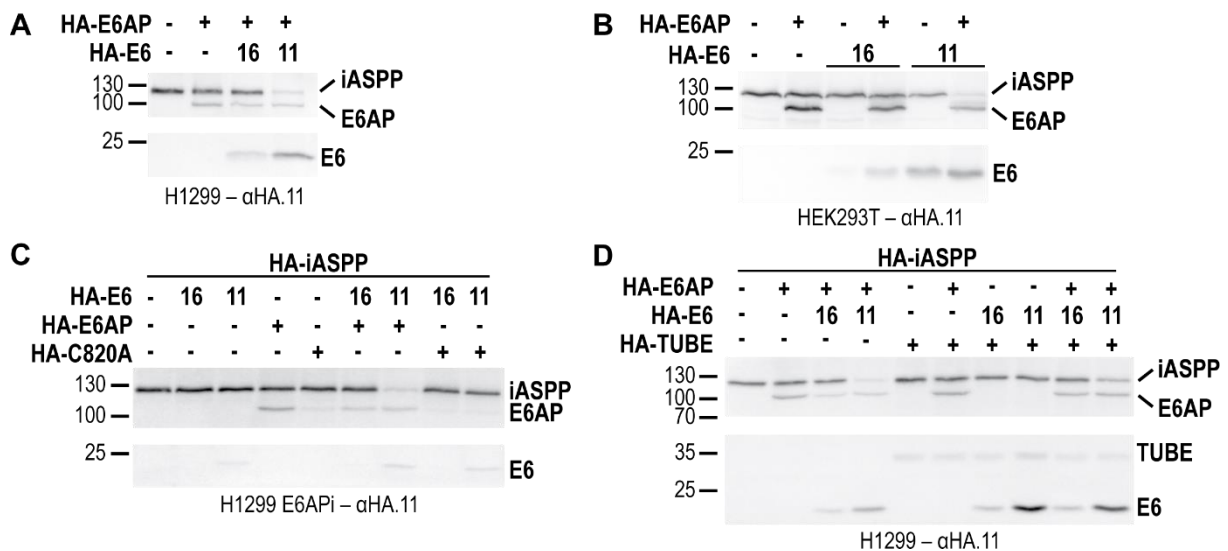 A
HA-E6AP - + + +
HA-E6 - - 16 11
130
100
iASPP
E6AP
25
E6
H1299 – αHA.11
B
HA-E6AP - + - + - +
HA-E6 - - 16 11
130
100
iASPP
E6AP
25
E6
HEK293T – αHA.11
C
HA-iASPP
HA-E6 - 16 11 - - 16 11 16 11
HA-E6AP - - - + - + + - -
HA-C820A - - - - + - - + +
130
100
iASPP
E6AP
25
E6
H1299 E6APi – αHA.11
D
HA-iASPP
HA-E6AP - + + + - + - - + +
HA-E6 - - 16 11 - - 16 11 16 11
HA-TUBE - - - - + + + + + +
130
100
70
iASPP
E6AP
35
TUBE
25
E6
H1299 – αHA.11